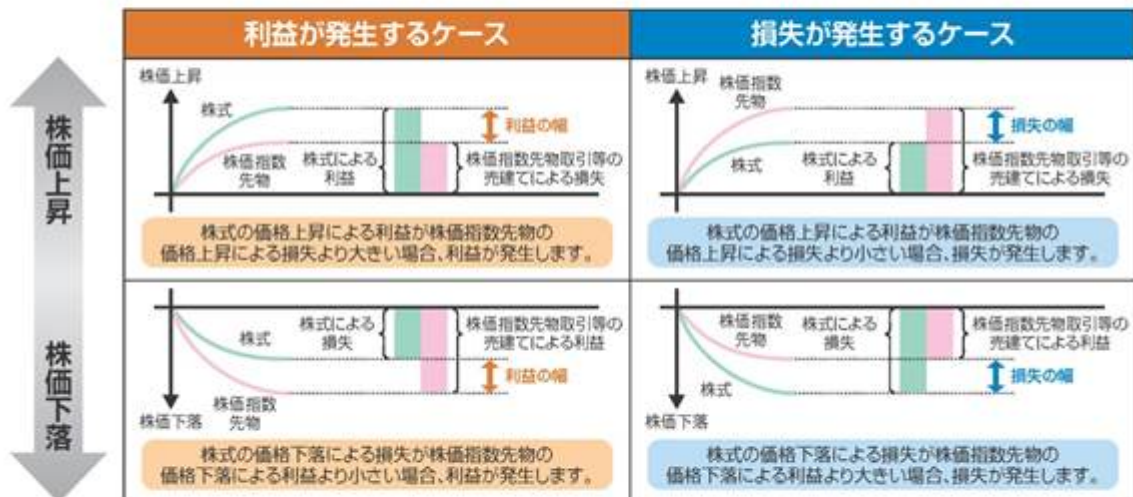 利益が発生するケース
損失が発生するケース
株価上昇
株価上昇
株式
株価指数
先物
株式による
利益
利益の幅
株価指数先物取引等の
売建てによる損失
株式の価格上昇による利益が株価指数先物の
価格上昇による損失より大きい場合、利益が発生します。
株価上昇
株価指数
先物
株式
株式による
利益
損失の幅
株価指数先物取引等の
売建てによる損失
株式の価格上昇による利益が株価指数先物の
価格上昇による損失より小さい場合、損失が発生します。
株価下落
株式
株価指数
先物
株価下落
株式による
損失
株価指数先物取引等の
売建てによる利益
利益の幅
株式の価格下落による損失が株価指数先物の
価格下落による利益より小さい場合、利益が発生します。
株価指数
先物
株式
株価下落
株式による
損失
株価指数先物取引等の
売建てによる利益
損失の幅
株式の価格下落による損失が株価指数先物の
価格下落による利益より大きい場合、損失が発生します。